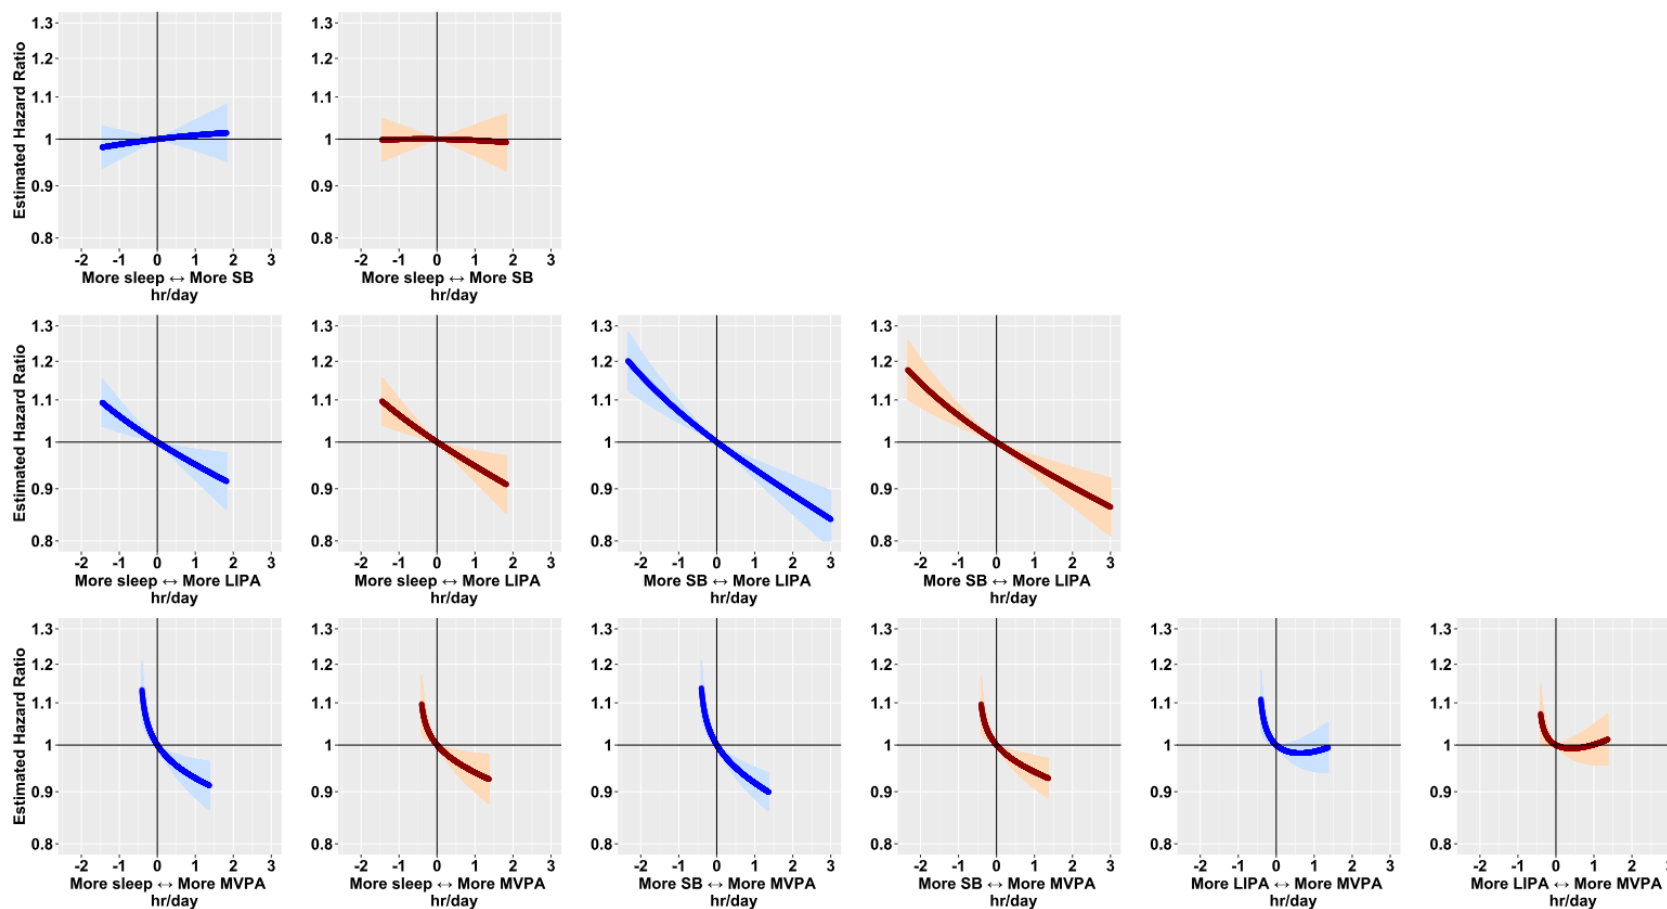 1.3
1.2
1.1
1
0.9
0.8
Estimated Hazard Ratio
-2 -1 0 1 2 3
More sleep ↔ More SB
hr/day
1.3
1.2
1.1
1
0.9
0.8
-2 -1 0 1 2 3
More sleep ↔ More SB
hr/day
1.3
1.2
1.1
1
0.9
0.8
Estimated Hazard Ratio
-2 -1 0 1 2 3
More sleep ↔ More LIPA
hr/day
1.3
1.2
1.1
1
0.9
0.8
-2 -1 0 1 2 3
More sleep ↔ More LIPA
hr/day
1.3
1.2
1.1
1
0.9
0.8
-2 -1 0 1 2 3
More SB ↔ More LIPA
hr/day
1.3
1.2
1.1
1
0.9
0.8
-2 -1 0 1 2 3
More SB ↔ More LIPA
hr/day
1.3
1.2
1.1
1
0.9
0.8
Estimated Hazard Ratio
-2 -1 0 1 2 3
More sleep ↔ More MVPA
hr/day
1.3
1.2
1.1
1
0.9
0.8
-2 -1 0 1 2 3
More sleep ↔ More MVPA
hr/day
1.3
1.2
1.1
1
0.9
0.8
-2 -1 0 1 2 3
More SB ↔ More MVPA
hr/day
1.3
1.2
1.1
1
0.9
0.8
-2 -1 0 1 2 3
More SB ↔ More MVPA
hr/day
1.3
1.2
1.1
1
0.9
0.8
-2 -1 0 1 2 3
More LIPA ↔ More MVPA
hr/day
1.3
1.2
1.1
1
0.9
0.8
-2 -1 0 1 2 3
More LIPA ↔ More MVPA
hr/day